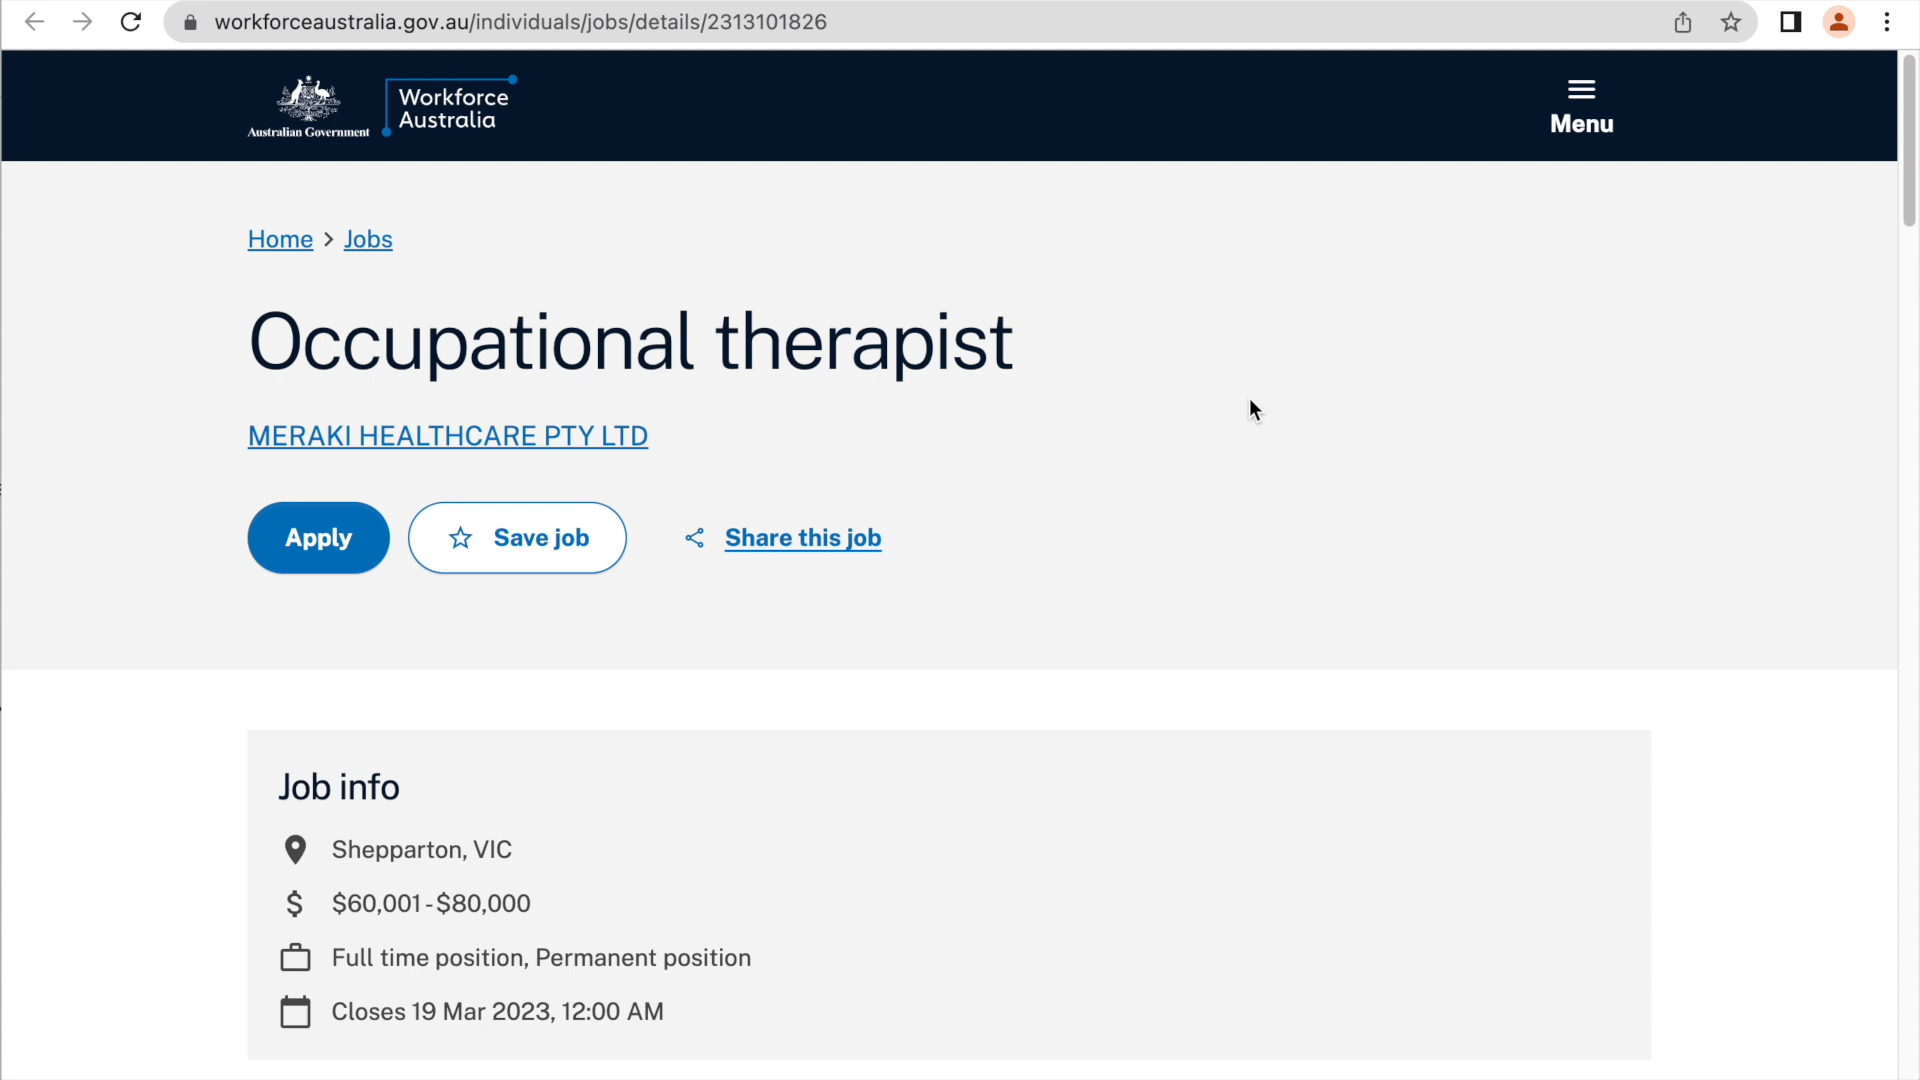 workforceaustralia.gov.au/individuals/jobs/details/2313101826
Australian Government
Workforce
Australia
Menu
Home > Jobs
Occupational therapist
MERAKI HEALTHCARE PTY LTD
Apply
Save job
Share this job
Job info
Shepparton, VIC
$60,001 - $80,000
Full time position, Permanent position
Closes 19 Mar 2023, 12:00 AM